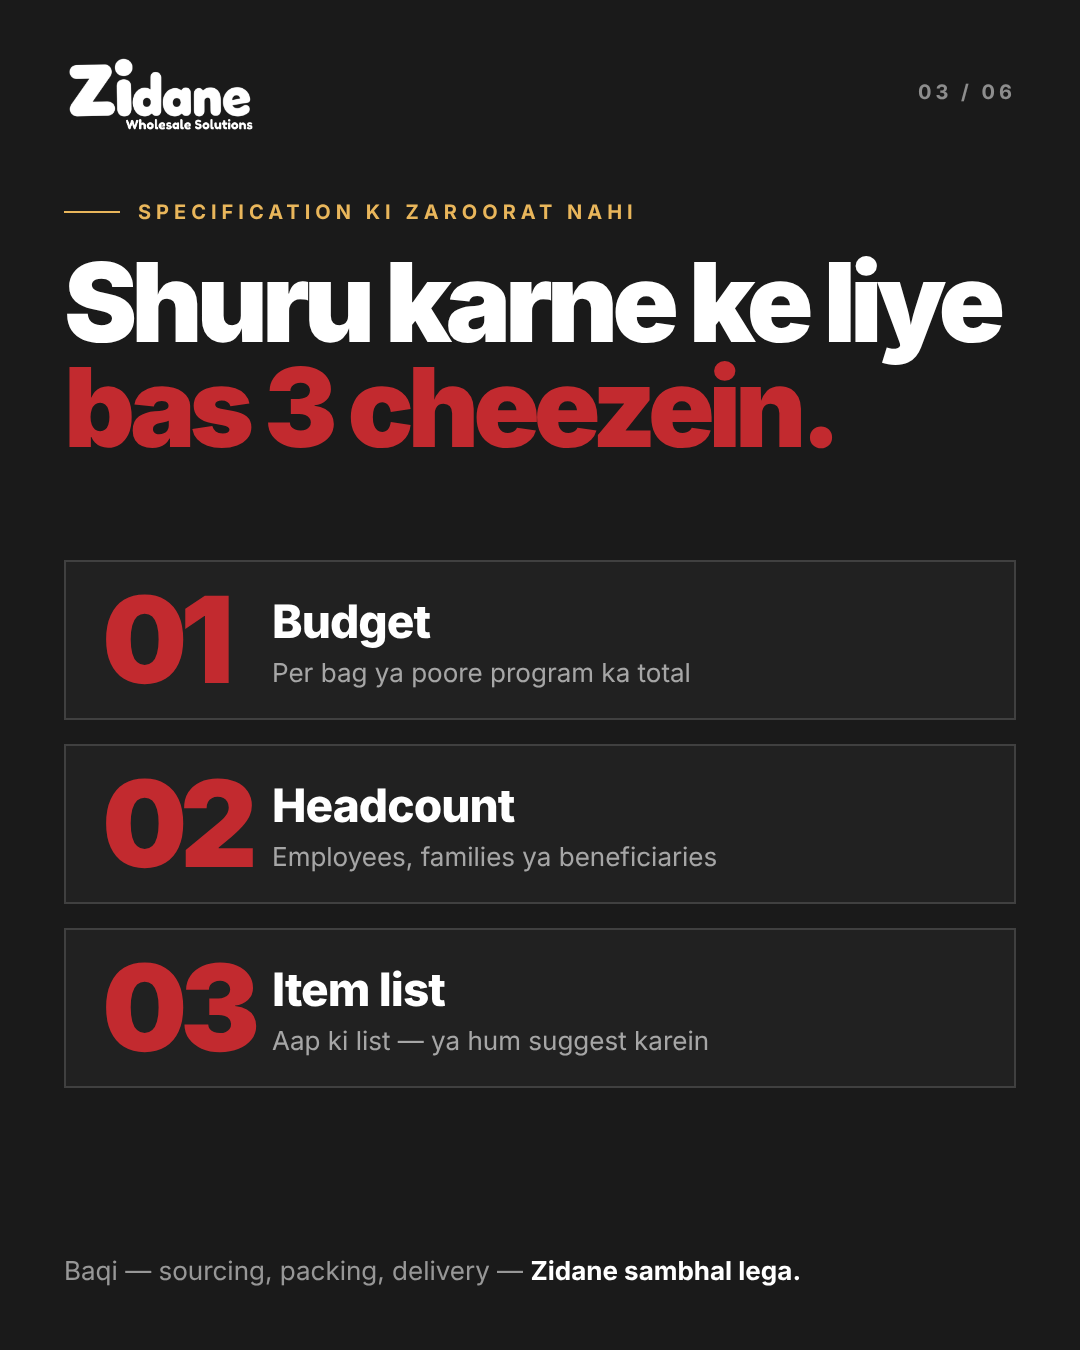 Zidane
Wholesale Solutions
03 / 06
SPECIFICATION KI ZAROORAT NAHI
Shuru karne ke liye
bas 3 cheezein.
01
Budget
Per bag ya poore program ka total
02
Headcount
Employees, families ya beneficiaries
03
Item list
Aap ki list — ya hum suggest karein
Baqi — sourcing, packing, delivery — Zidane sambhal lega.